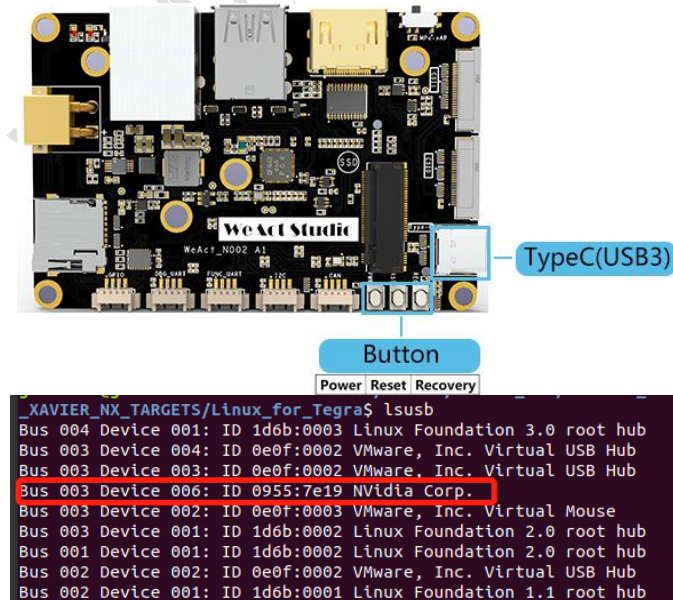 SSD
WeAct Studio
WeAct_N002 A1
GPIO
DBG_UART
FUNC_UART
I2C
CAN
TypeC(USB3)
Button
Power Reset Recovery
_XAVIER_NX_TARGETS/Linux_for_Tegra$ lsusb
Bus 004 Device 001: ID 1d6b:0003 Linux Foundation 3.0 root hub
Bus 003 Device 004: ID 0e0f:0002 VMware, Inc. Virtual USB Hub
Bus 003 Device 003: ID 0e0f:0002 VMware, Inc. Virtual USB Hub
Bus 003 Device 006: ID 0955:7e19 NVidia Corp.
Bus 003 Device 002: ID 0e0f:0003 VMware, Inc. Virtual Mouse
Bus 003 Device 001: ID 1d6b:0002 Linux Foundation 2.0 root hub
Bus 001 Device 001: ID 1d6b:0002 Linux Foundation 2.0 root hub
Bus 002 Device 002: ID 0e0f:0002 VMware, Inc. Virtual USB Hub
Bus 002 Device 001: ID 1d6b:0001 Linux Foundation 1.1 root hub